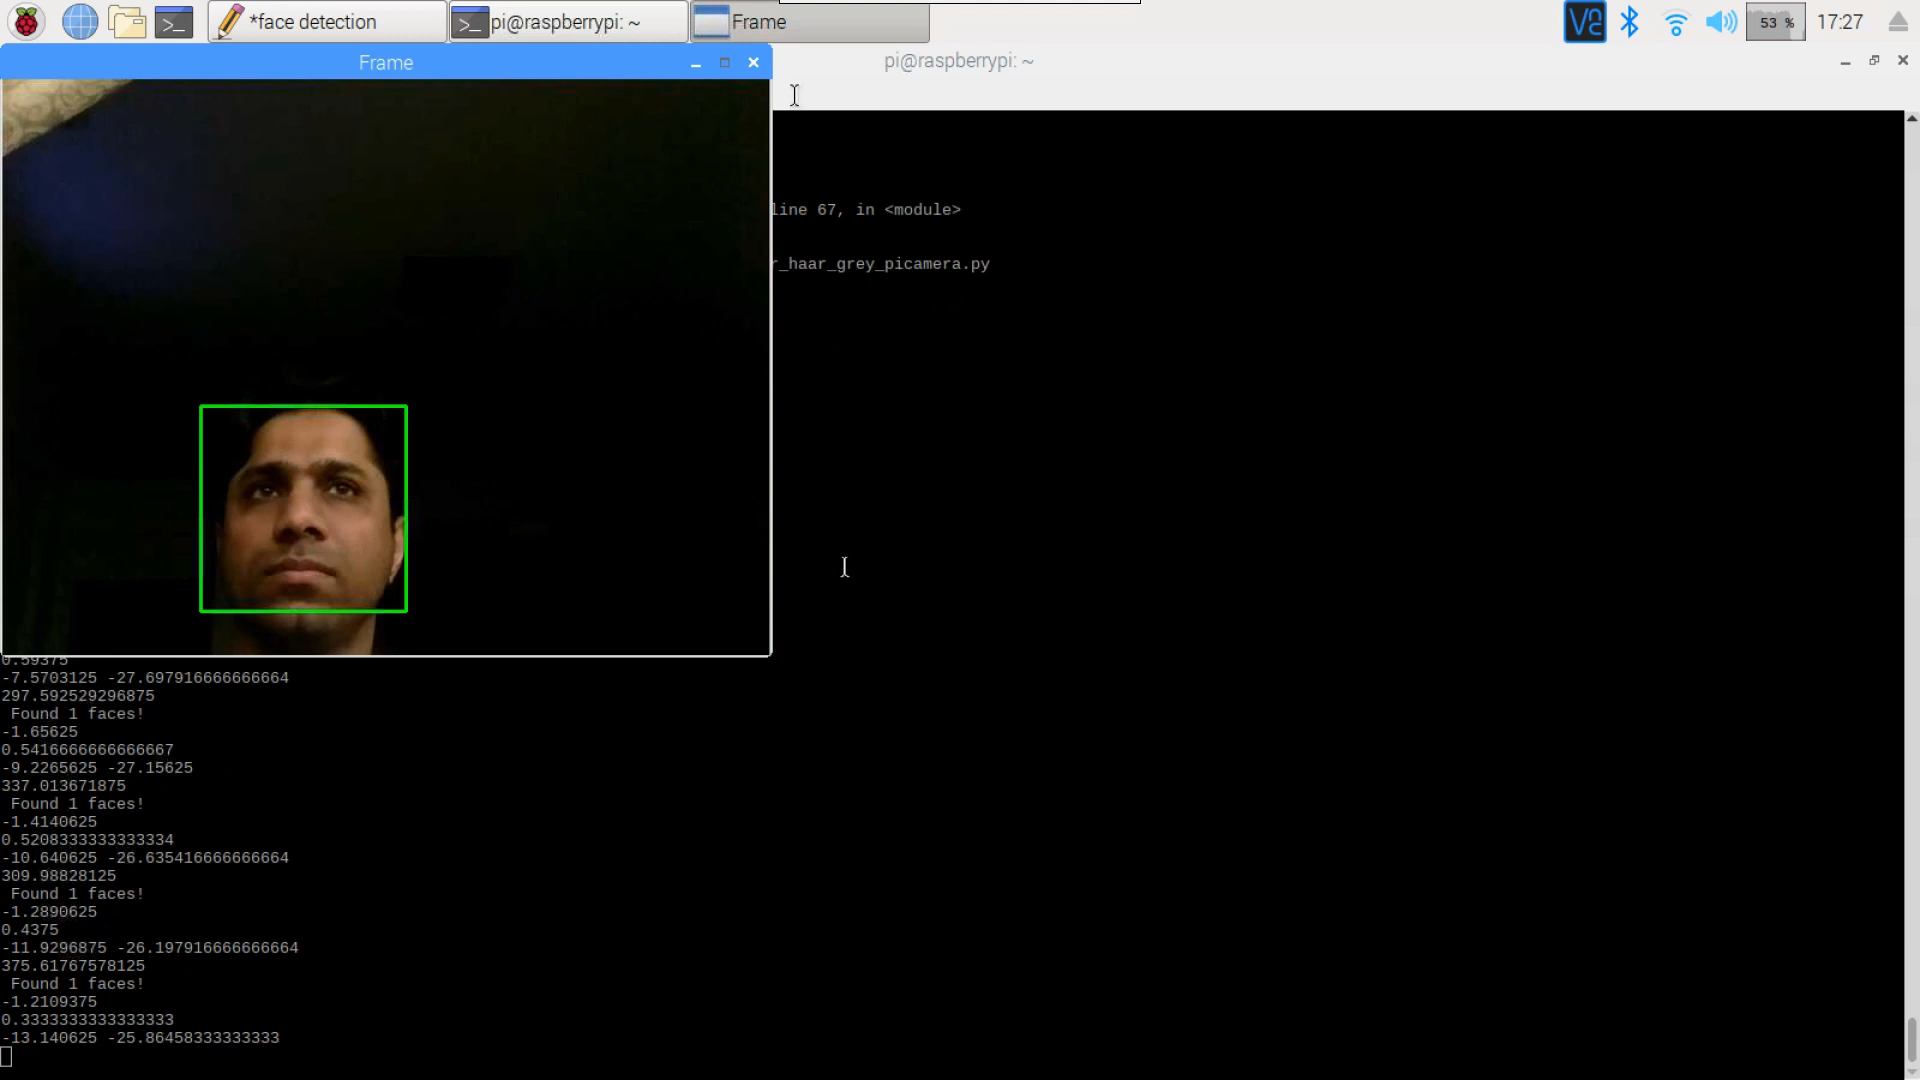 *face detection
pi@raspberrypi: ~
Frame
53 %
17:27
Frame
pi@raspberrypi: ~
line 67, in <module>
r_haar_grey_picamera.py
0.59375
-7.5703125 -27.697916666666664
297.592529296875
Found 1 faces!
-1.65625
0.5416666666666667
-9.2265625 -27.15625
337.013671875
Found 1 faces!
-1.4140625
0.5208333333333334
-10.640625 -26.635416666666664
309.98828125
Found 1 faces!
-1.2890625
0.4375
-11.9296875 -26.197916666666664
375.61767578125
Found 1 faces!
-1.2109375
0.3333333333333333
-13.140625 -25.86458333333333